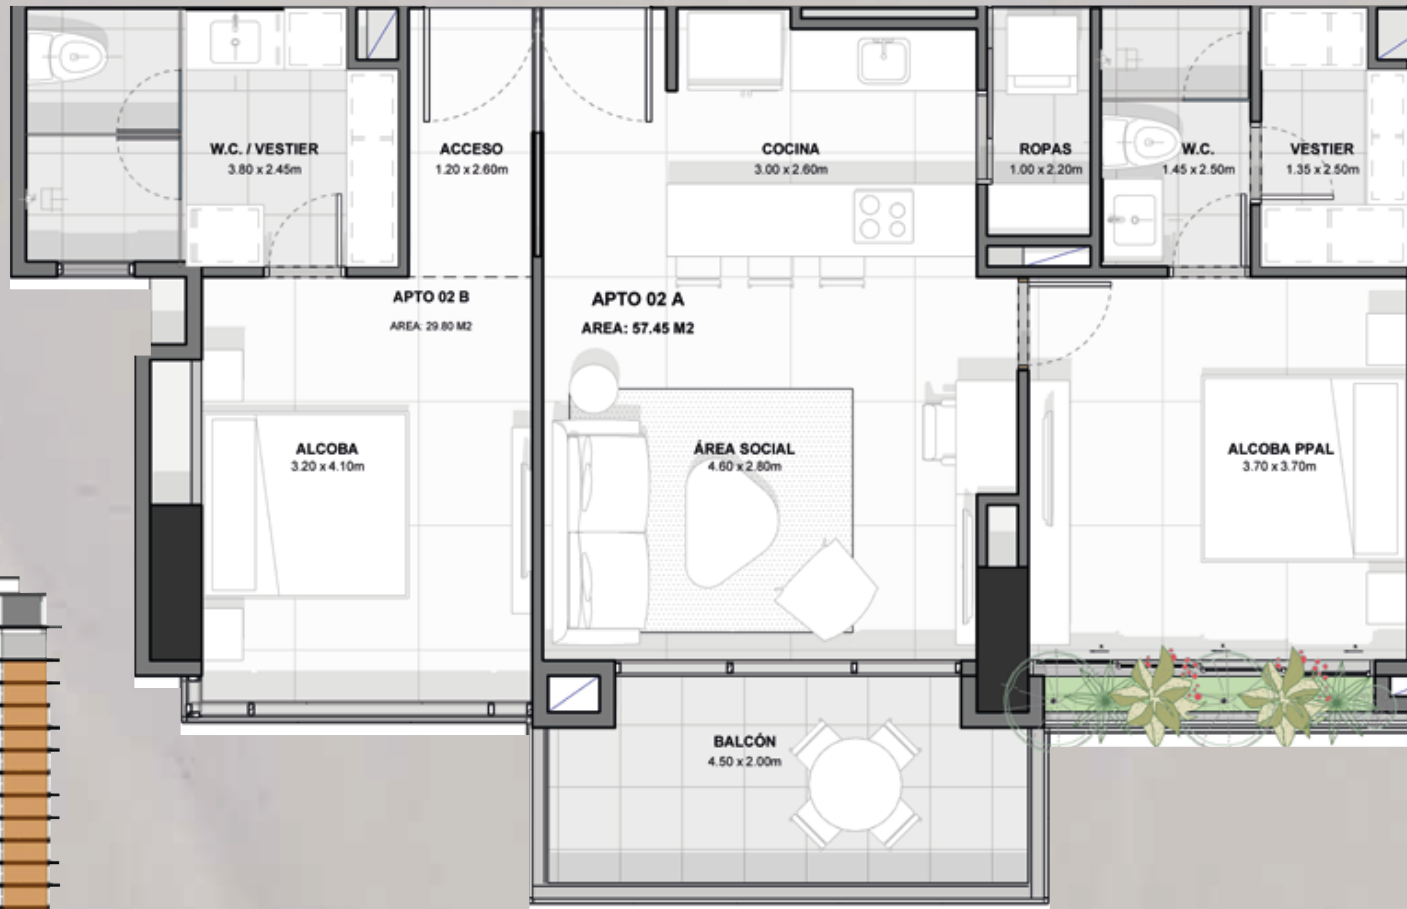 W.C. / VESTIER
3.80 x 2.45m
ACCESO
1.20 x 2.60m
COCINA
3.00 x 2.60m
ROPAS
1.00 x 2.20m
W.C.
1.45 x 2.50m
VESTIER
1.35 x 2.50m
APTO 02 B
AREA: 29.80 M2
APTO 02 A
AREA: 57.45 M2
ALCOBA
3.20 x 4.10m
ÁREA SOCIAL
4.60 x 2.80m
ALCOBA PPAL
3.70 x 3.70m
BALCÓN
4.50 x 2.00m